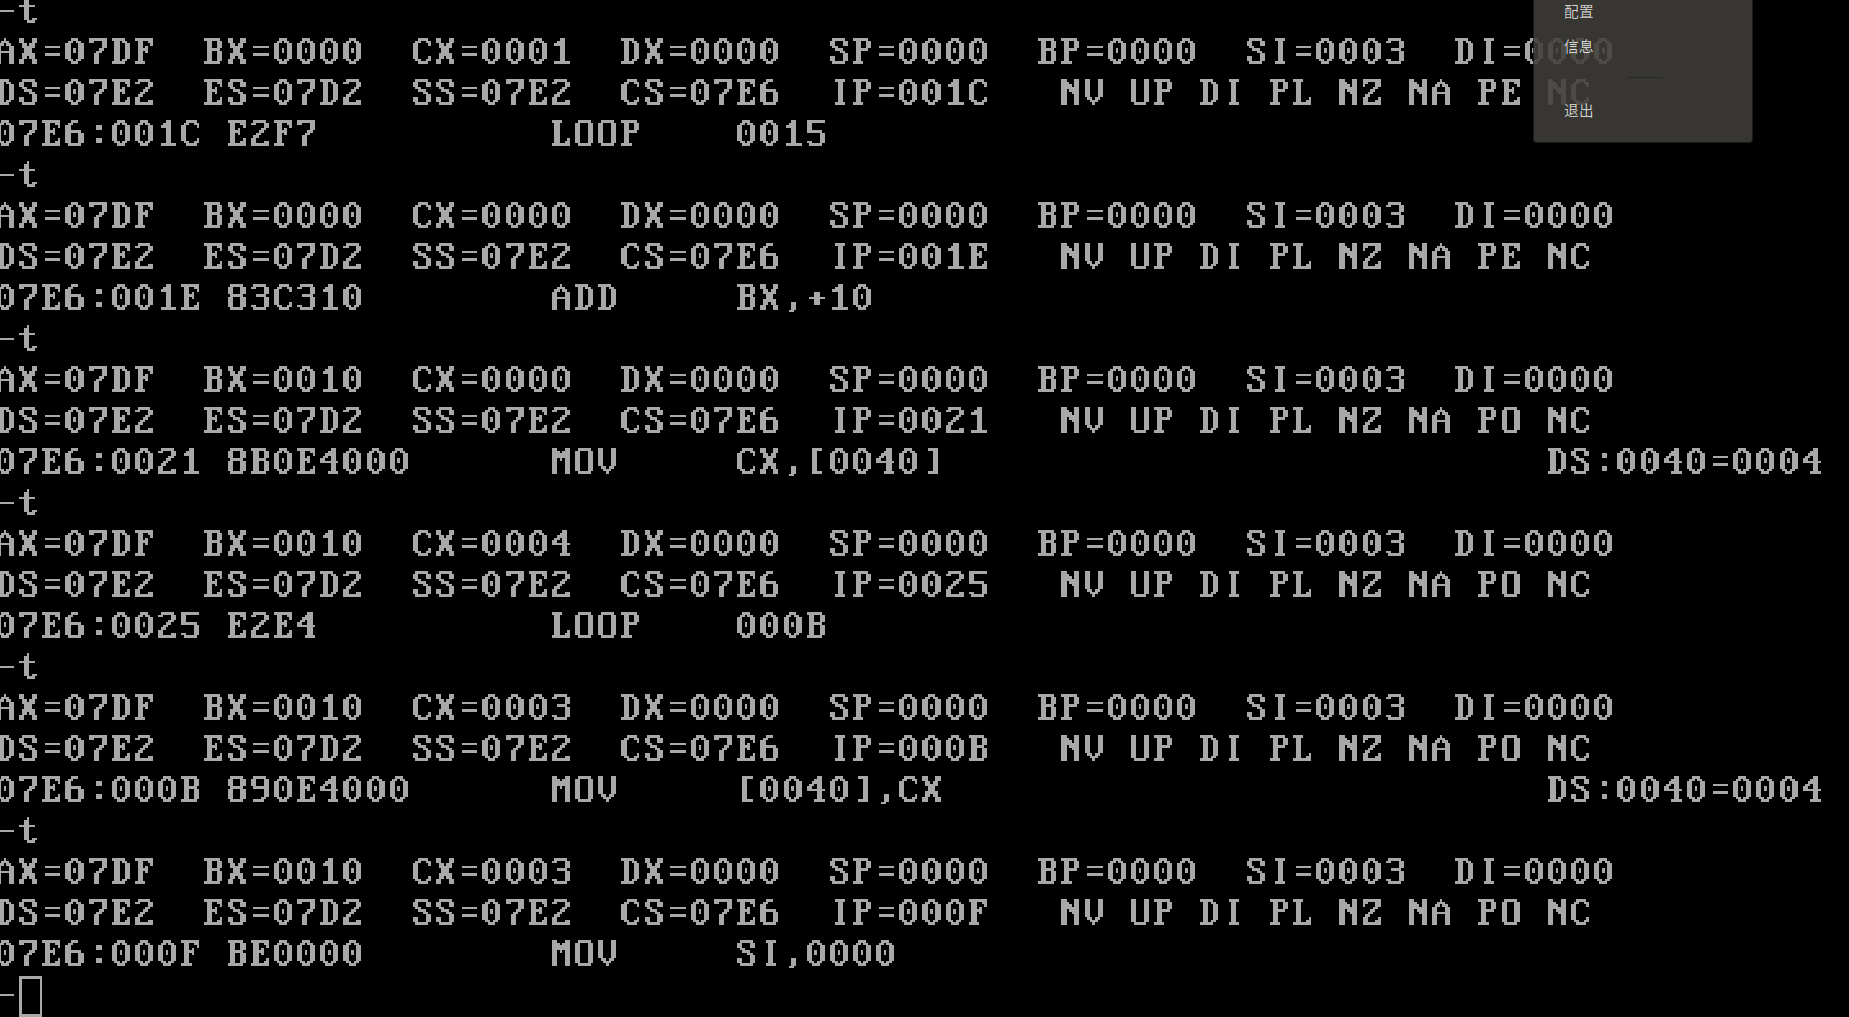 -t
AX=07DF BX=0000 CX=0001 DX=0000 SP=0000 BP=0000 SI=0003 DI=0000
DS=07E2 ES=07D2 SS=07E2 CS=07E6 IP=001C NV UP DI PL NZ NA PE NC
07E6:001C E2F7 LOOP 0015
-t
AX=07DF BX=0000 CX=0000 DX=0000 SP=0000 BP=0000 SI=0003 DI=0000
DS=07E2 ES=07D2 SS=07E2 CS=07E6 IP=001E NV UP DI PL NZ NA PE NC
07E6:001E 83C310 ADD BX,+10
-t
AX=07DF BX=0010 CX=0000 DX=0000 SP=0000 BP=0000 SI=0003 DI=0000
DS=07E2 ES=07D2 SS=07E2 CS=07E6 IP=0021 NV UP DI PL NZ NA PO NC
07E6:0021 8B0E4000 MOV CX,[0040] DS:0040=0004
-t
AX=07DF BX=0010 CX=0004 DX=0000 SP=0000 BP=0000 SI=0003 DI=0000
DS=07E2 ES=07D2 SS=07E2 CS=07E6 IP=0025 NV UP DI PL NZ NA PO NC
07E6:0025 E2E4 LOOP 000B
-t
AX=07DF BX=0010 CX=0003 DX=0000 SP=0000 BP=0000 SI=0003 DI=0000
DS=07E2 ES=07D2 SS=07E2 CS=07E6 IP=000B NV UP DI PL NZ NA PO NC
07E6:000B 890E4000 MOV [0040],CX DS:0040=0004
-t
AX=07DF BX=0010 CX=0003 DX=0000 SP=0000 BP=0000 SI=0003 DI=0000
DS=07E2 ES=07D2 SS=07E2 CS=07E6 IP=000F NV UP DI PL NZ NA PO NC
07E6:000F BE0000 MOV SI,0000
-
配置
信息
退出